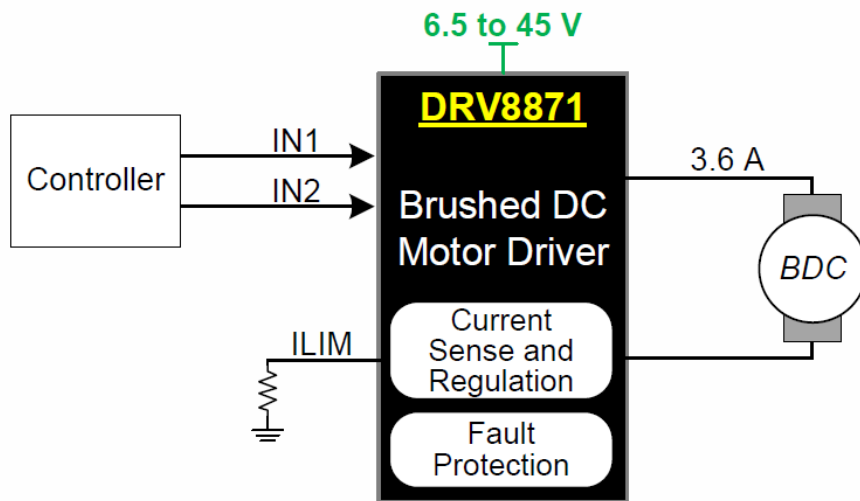 6.5 to 45 V
DRV8871
Controller
IN1
IN2
Brushed DC
Motor Driver
3.6 A
BDC
ILIM
Current
Sense and
Regulation
Fault
Protection